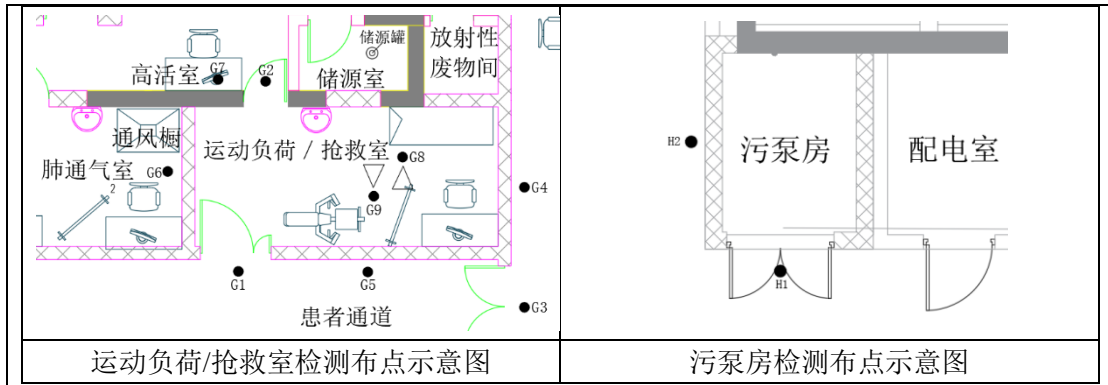 储源罐
放射性
废物间
高活室
G7
G2
储源室
通风橱
运动负荷/抢救室
肺通气室
2
G6
G8
G9
G4
G1
G5
G3
患者通道
运动负荷/抢救室检测布点示意图
H2
污泵房
配电室
H1
污泵房检测布点示意图